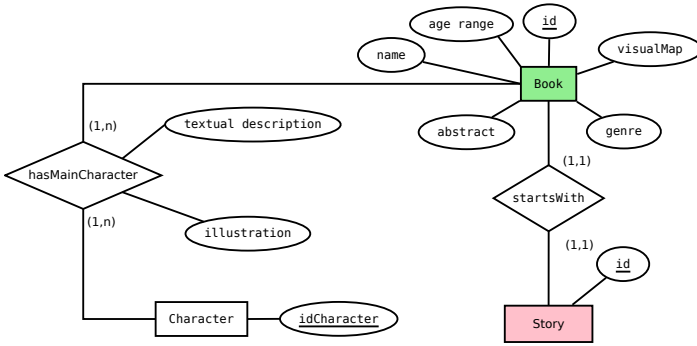 age range
id
name
visualMap
Book
(1,n)
textual description
abstract
genre
(1,1)
hasMainCharacter
startsWith
(1,n)
illustration
(1,1)
id
Character
idCharacter
Story